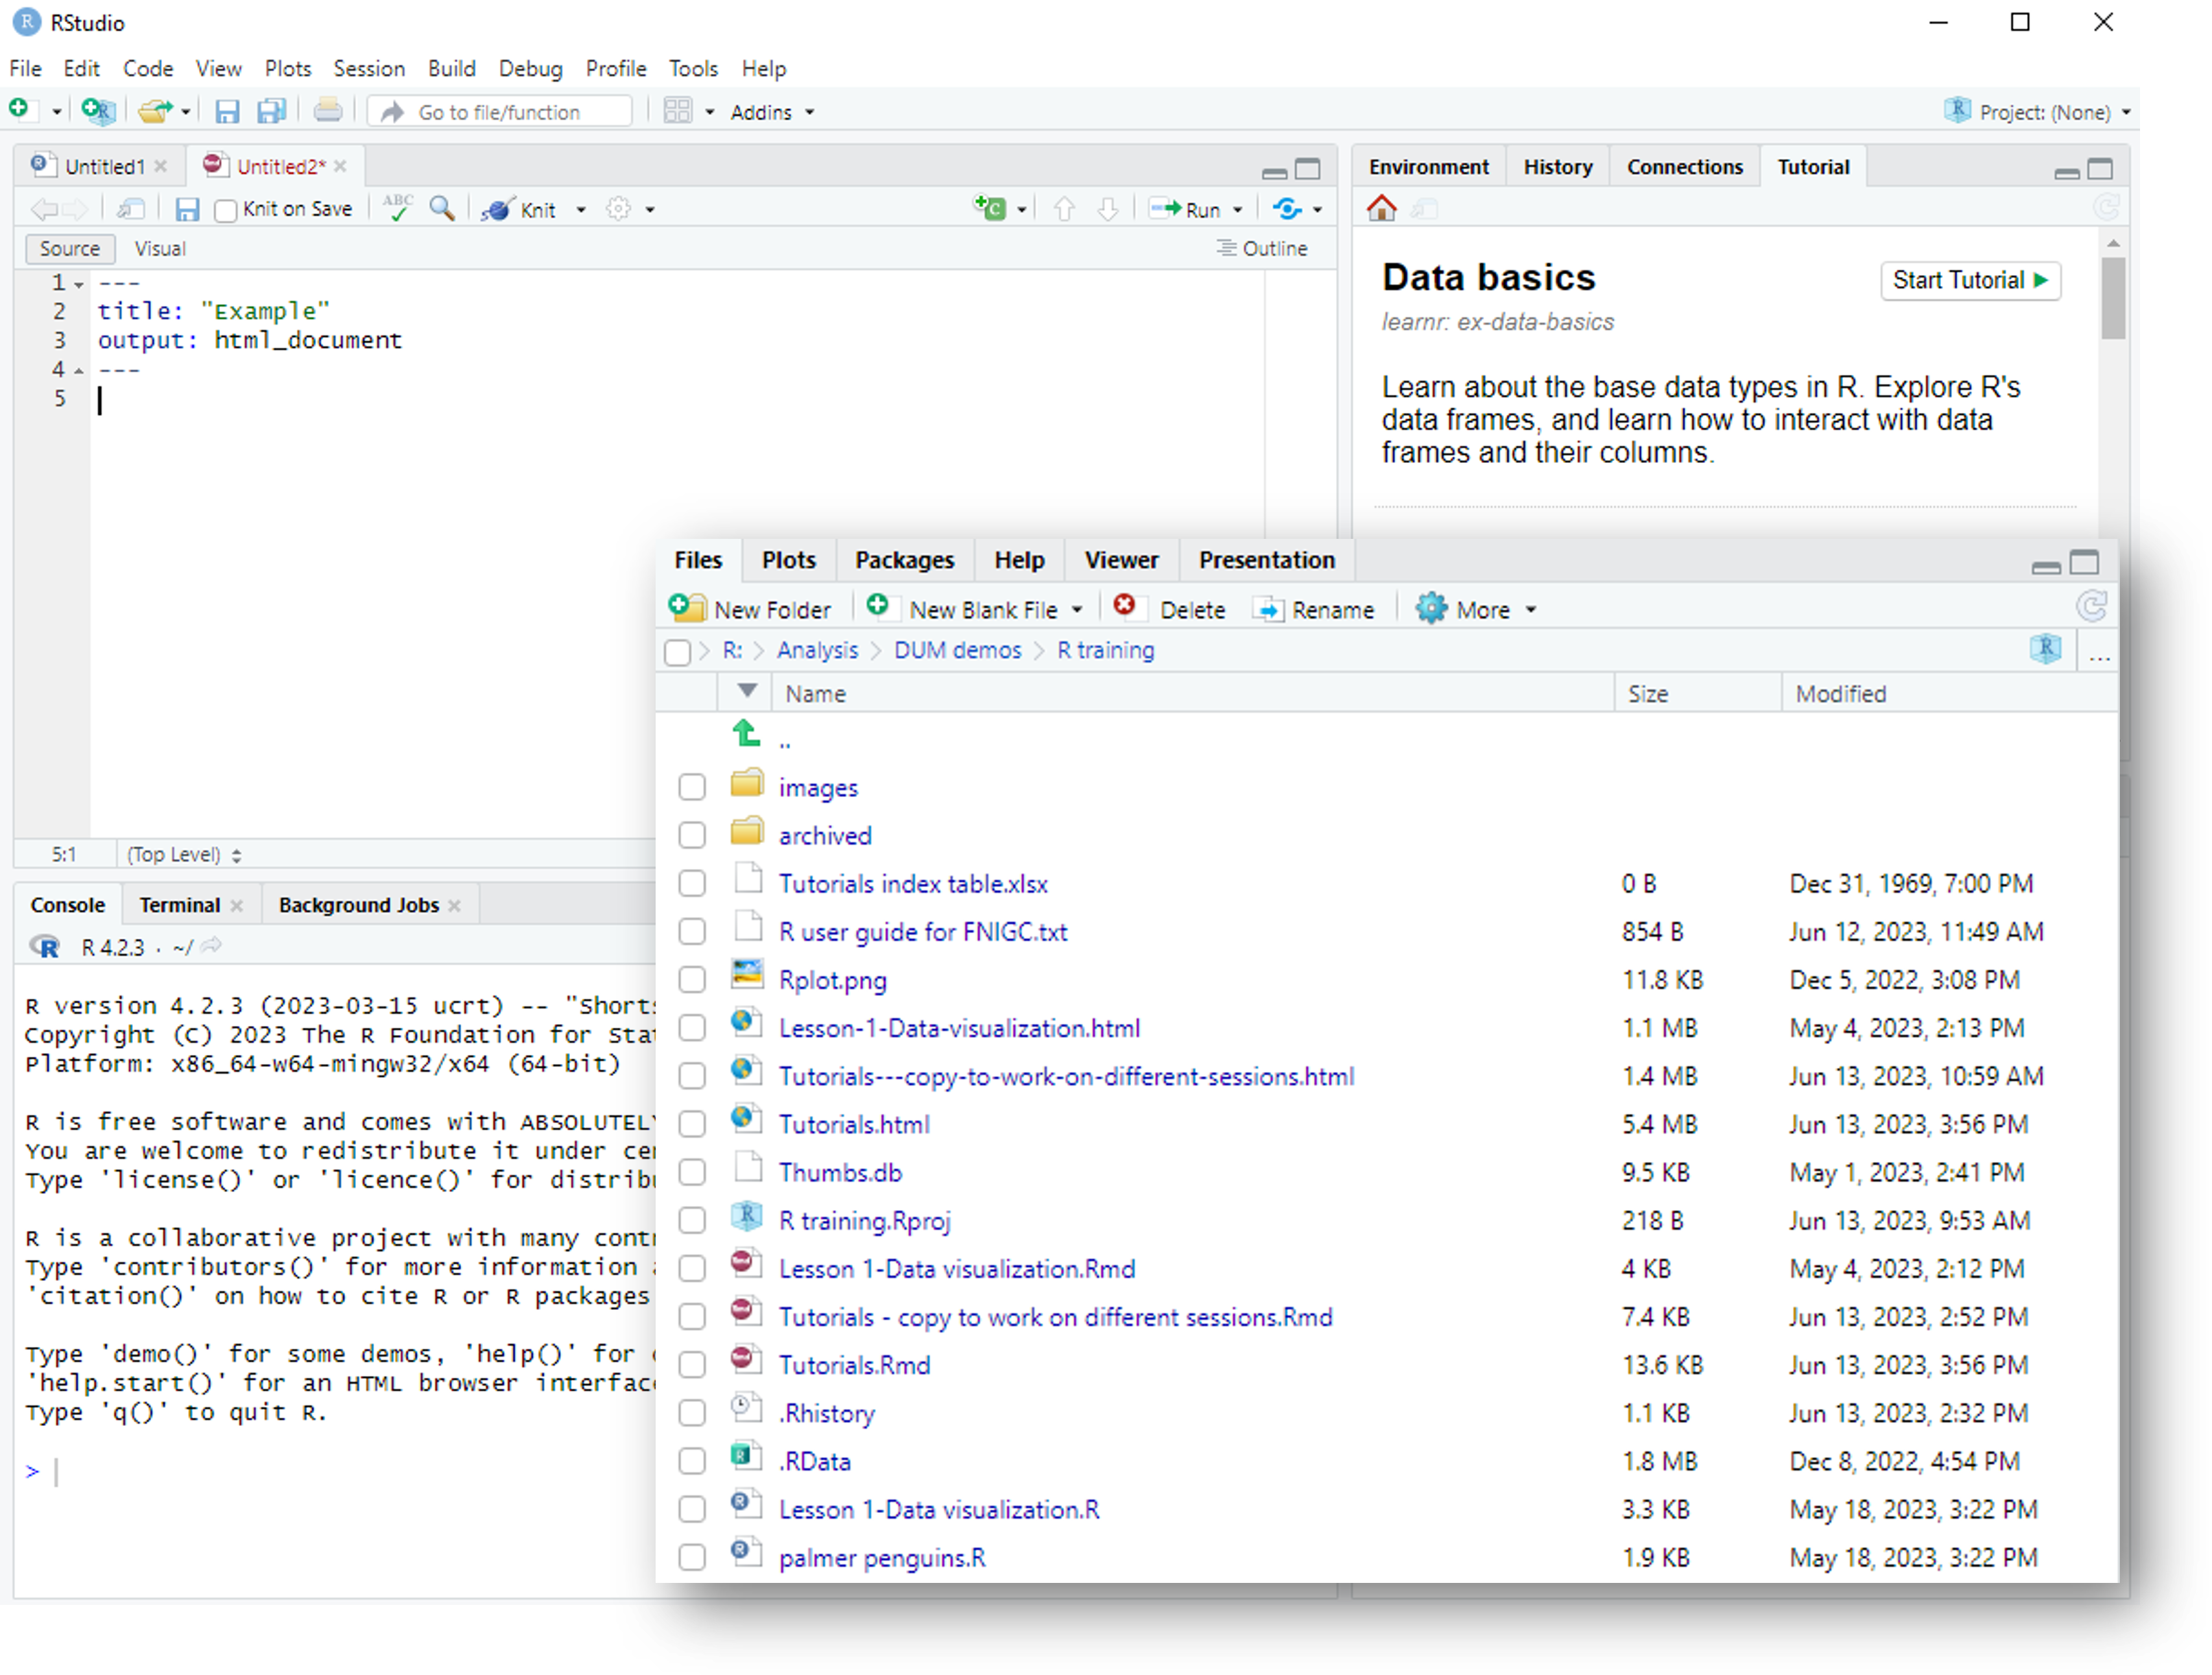 RStudio
File Edit Code View Plots Session Build Debug Profile Tools Help
Go to file/function Addins Project: (None)
Untitled1 Untitled2*
Knit on Save ABC Knit Run
Source Visual Outline
1 ---
2 title: "Example"
3 output: html_document
4 ---
5
5:1 (Top Level)
Environment History Connections Tutorial
Data basics
Start Tutorial
learnr: ex-data-basics
Learn about the base data types in R. Explore R's
data frames, and learn how to interact with data
frames and their columns.
Console Terminal Background Jobs
R 4.2.3 · ~/
R version 4.2.3 (2023-03-15 ucrt) -- "Shorts
Copyright (C) 2023 The R Foundation for Sta
Platform: x86_64-w64-mingw32/x64 (64-bit)
R is free software and comes with ABSOLUTELY
You are welcome to redistribute it under ce
Type 'license()' or 'licence()' for distrib
R is a collaborative project with many cont
Type 'contributors()' for more information
'citation()' on how to cite R or R packages
Type 'demo()' for some demos, 'help()' for
'help.start()' for an HTML browser interface
Type 'q()' to quit R.
>
Files Plots Packages Help Viewer Presentation
New Folder New Blank File Delete Rename More
R: Analysis DUM demos R training ...
Name Size Modified
..
images
archived
Tutorials index table.xlsx 0 B Dec 31, 1969, 7:00 PM
R user guide for FNIGC.txt 854 B Jun 12, 2023, 11:49 AM
Rplot.png 11.8 KB Dec 5, 2022, 3:08 PM
Lesson-1-Data-visualization.html 1.1 MB May 4, 2023, 2:13 PM
Tutorials---copy-to-work-on-different-sessions.html 1.4 MB Jun 13, 2023, 10:59 AM
Tutorials.html 5.4 MB Jun 13, 2023, 3:56 PM
Thumbs.db 9.5 KB May 1, 2023, 2:41 PM
R training.Rproj 218 B Jun 13, 2023, 9:53 AM
Lesson 1-Data visualization.Rmd 4 KB May 4, 2023, 2:12 PM
Tutorials - copy to work on different sessions.Rmd 7.4 KB Jun 13, 2023, 2:52 PM
Tutorials.Rmd 13.6 KB Jun 13, 2023, 3:56 PM
.Rhistory 1.1 KB Jun 13, 2023, 2:32 PM
.RData 1.8 MB Dec 8, 2022, 4:54 PM
Lesson 1-Data visualization.R 3.3 KB May 18, 2023, 3:22 PM
palmer penguins.R 1.9 KB May 18, 2023, 3:22 PM